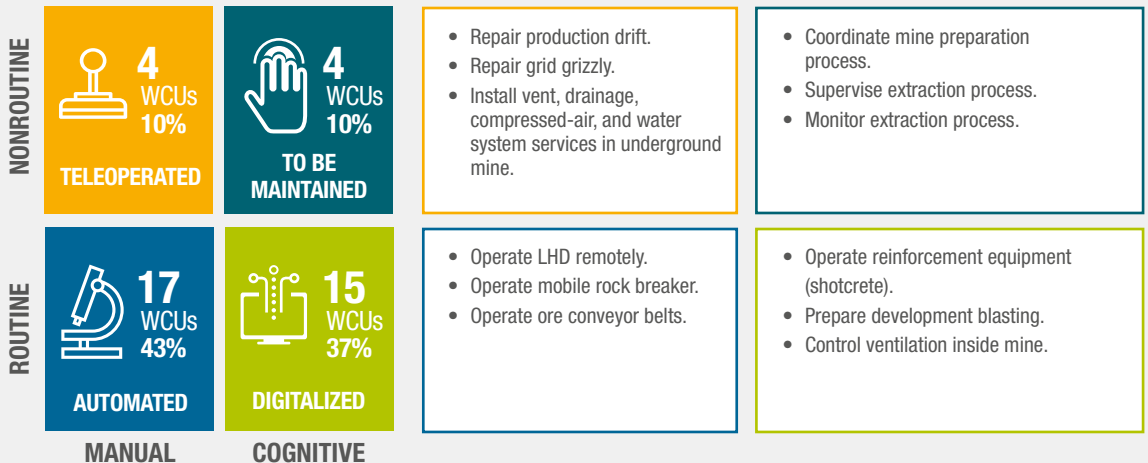 NONROUTINE
4
WCUs
10%
TELEOPERATED
4
WCUs
10%
TO BE
MAINTAINED
• Repair production drift.
• Repair grid grizzly.
• Install vent, drainage,
compressed-air, and water
system services in underground
mine.
• Coordinate mine preparation
process.
• Supervise extraction process.
• Monitor extraction process.
ROUTINE
17
WCUs
43%
AUTOMATED
15
WCUs
37%
DIGITALIZED
• Operate LHD remotely.
• Operate mobile rock breaker.
• Operate ore conveyor belts.
• Operate reinforcement equipment
(shotcrete).
• Prepare development blasting.
• Control ventilation inside mine.
MANUAL
COGNITIVE